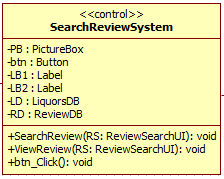 <<control>>
SearchReviewSystem
-PB : PictureBox
-btn : Button
-LB1 : Label
-LB2 : Label
-LD : LiquorsDB
-RD : ReviewDB
+SearchReview(RS: ReviewSearchUI): void
+ViewReview(RS: ReviewSearchUI): void
+btn_Click(): void